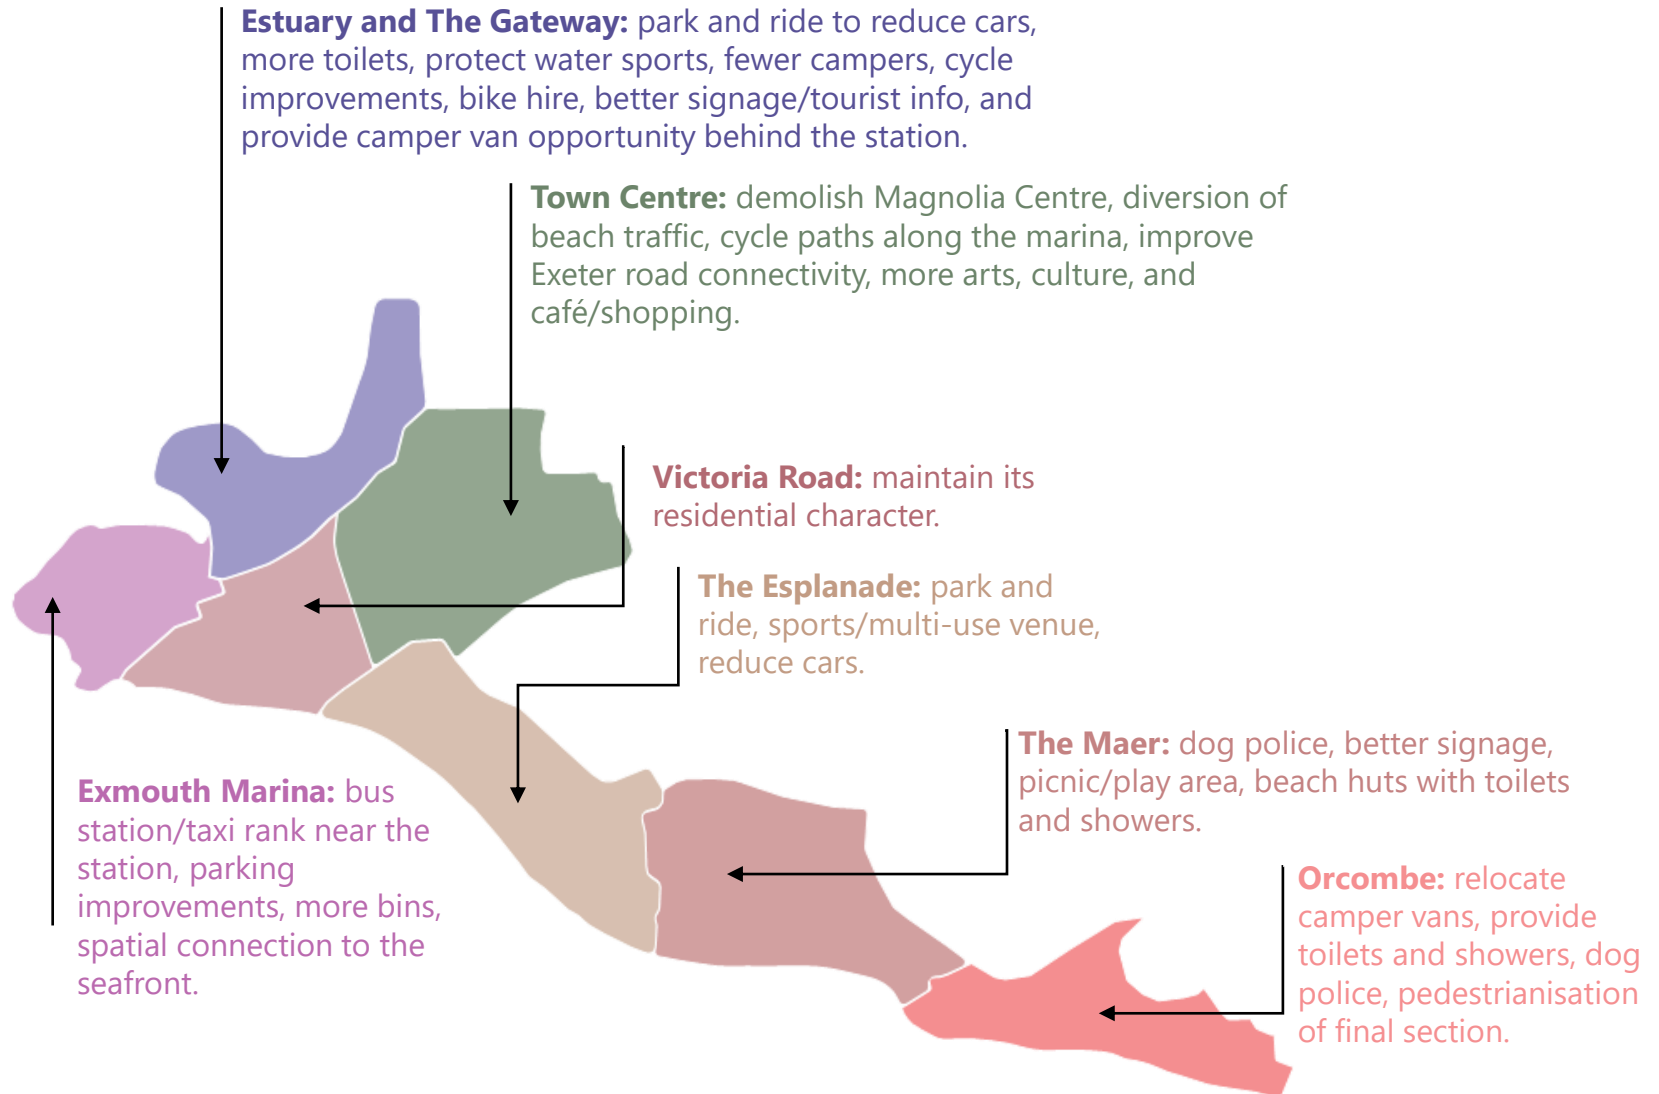 Estuary and The Gateway: park and ride to reduce cars,
more toilets, protect water sports, fewer campers, cycle
improvements, bike hire, better signage/tourist info, and
provide camper van opportunity behind the station.
Town Centre: demolish Magnolia Centre, diversion of
beach traffic, cycle paths along the marina, improve
Exeter road connectivity, more arts, culture, and
café/shopping.
Victoria Road: maintain its
residential character.
The Esplanade: park and
ride, sports/multi-use venue,
reduce cars.
The Maer: dog police, better signage,
picnic/play area, beach huts with toilets
and showers.
Exmouth Marina: bus
station/taxi rank near the
station, parking
improvements, more bins,
spatial connection to the
seafront.
Orcombe: relocate
camper vans, provide
toilets and showers, dog
police, pedestrianisation
of final section.